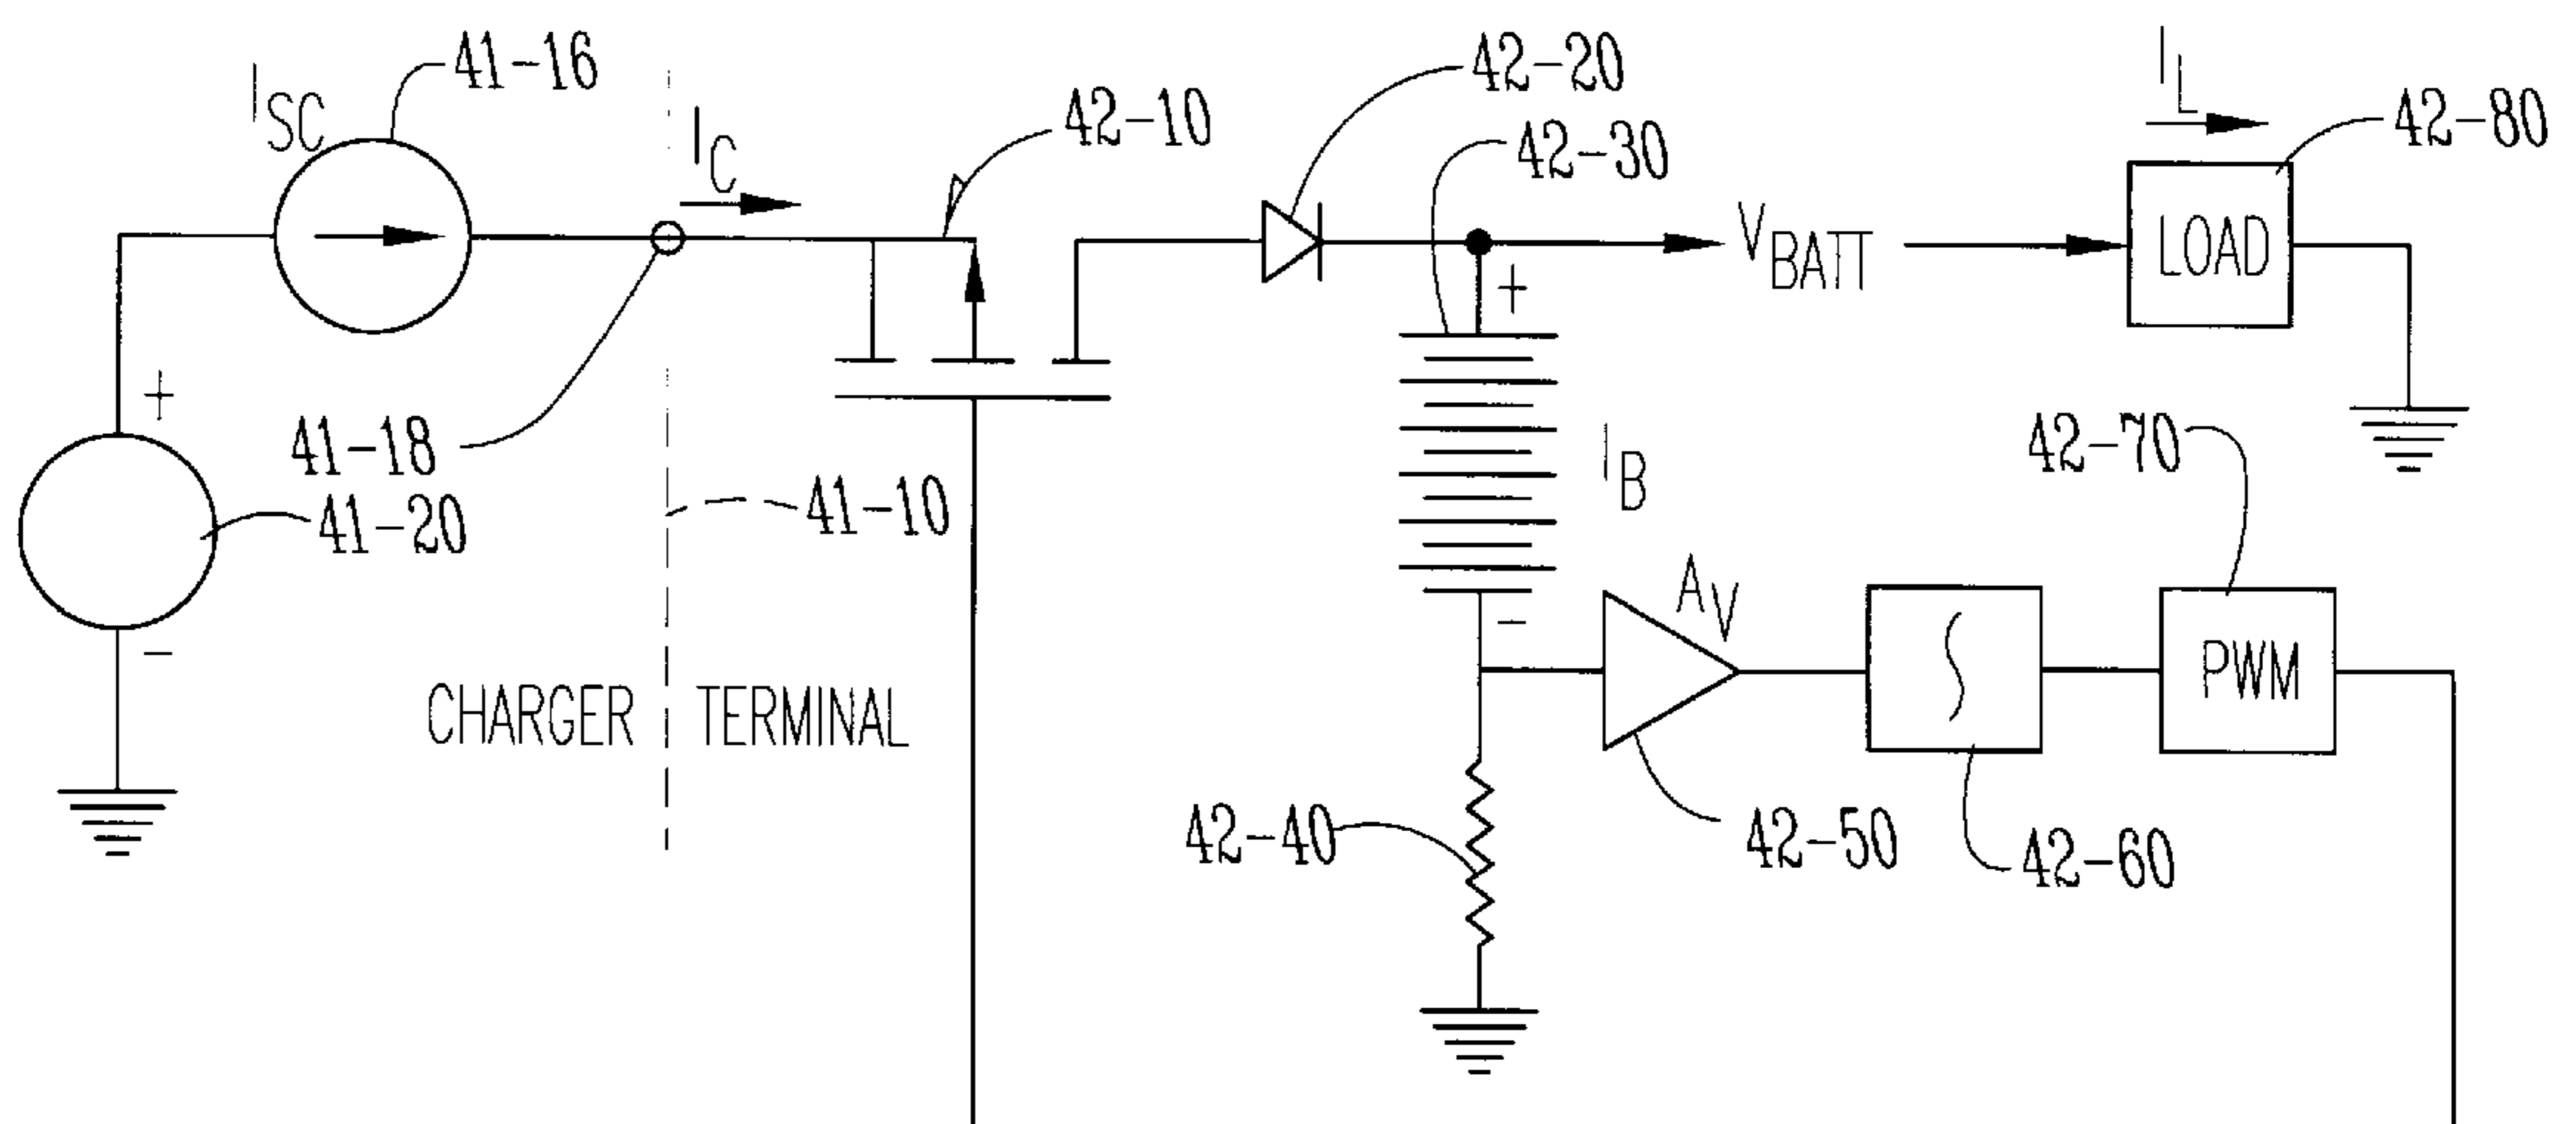 I_SC
41-16
I_C
42-10
42-20
42-30
I_L
42-80
V_BATT
LOAD
+
+
41-18
41-20
41-10
I_B
42-70
A_V
PWM
-
-
CHARGER
TERMINAL
∫
42-40
42-50
42-60